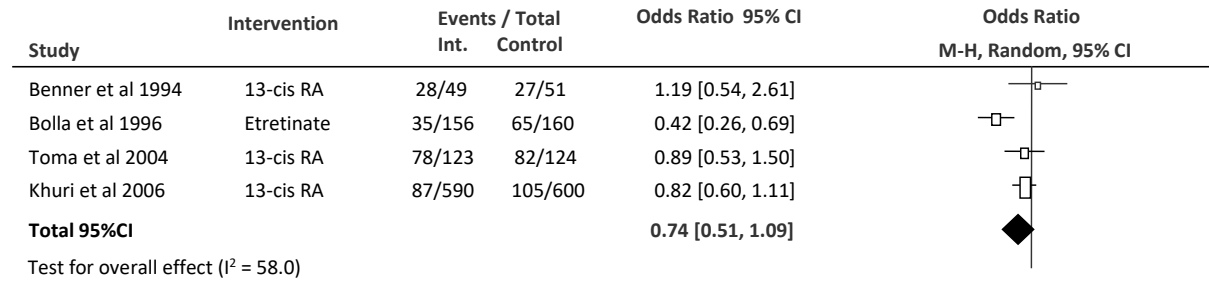 Intervention Events / Total Odds Ratio 95% CI Odds Ratio
Study Int. Control M-H, Random, 95% CI
Benner et al 1994 13-cis RA 28/49 27/51 1.19 [0.54, 2.61]
Bolla et al 1996 Etretinate 35/156 65/160 0.42 [0.26, 0.69]
Toma et al 2004 13-cis RA 78/123 82/124 0.89 [0.53, 1.50]
Khuri et al 2006 13-cis RA 87/590 105/600 0.82 [0.60, 1.11]
Total 95%CI 0.74 [0.51, 1.09]
Test for overall effect (I² = 58.0)